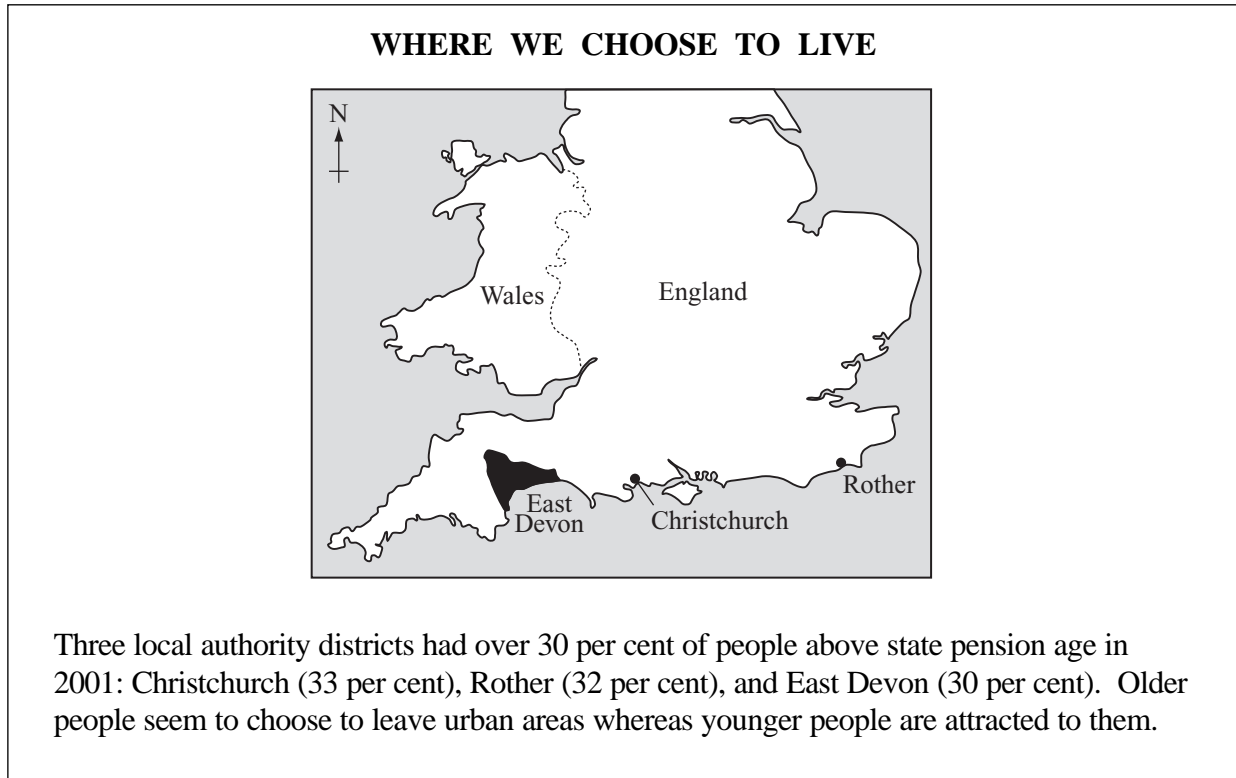 WHERE WE CHOOSE TO LIVE
N
Wales
England
East
Devon
Christchurch
Rother
Three local authority districts had over 30 per cent of people above state pension age in
2001: Christchurch (33 per cent), Rother (32 per cent), and East Devon (30 per cent). Older
people seem to choose to leave urban areas whereas younger people are attracted to them.